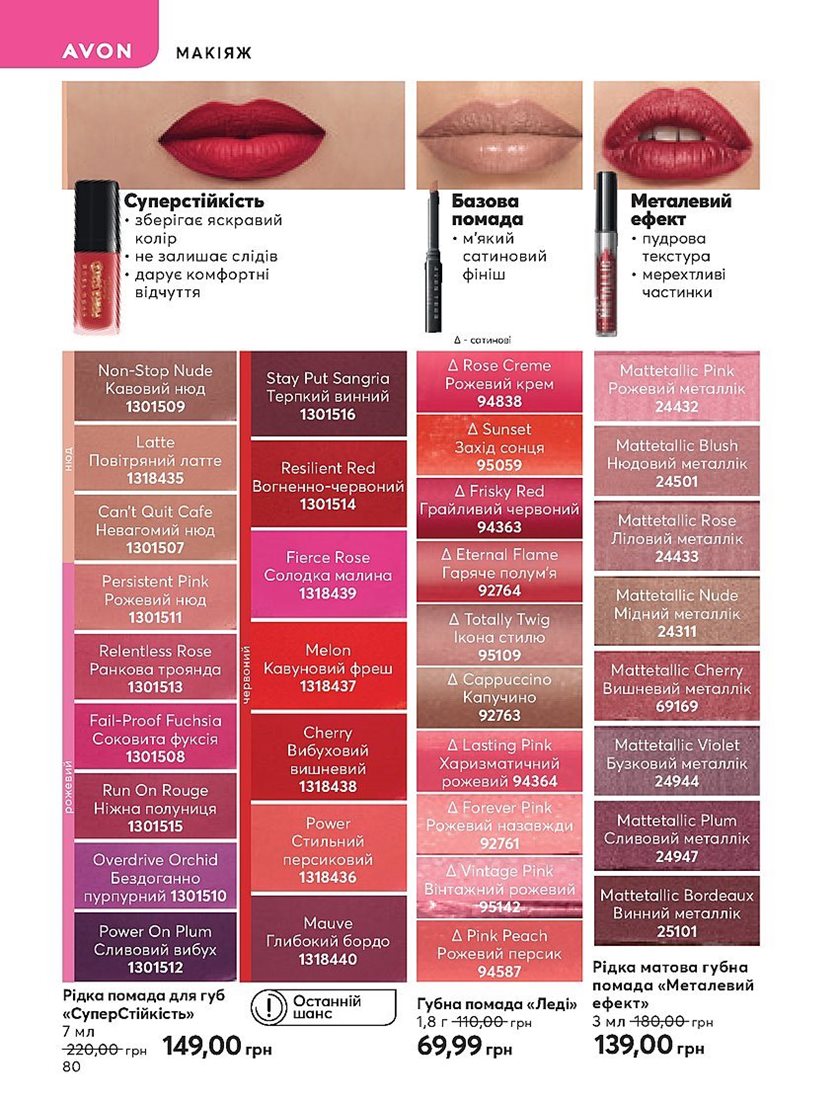 AVON
МАКІЯЖ
Суперстійкість
• зберігає яскравий
колір
• не залишає слідів
• дарує комфортні
відчуття
Базова
помада
• м'який
сатиновий
фініш
Δ - сатинові
Металевий
ефект
• пудрова
текстура
• мерехтливі
частинки
нюд
Non-Stop Nude
Кавовий нюд
1301509
Latte
Повітряний латте
1318435
Can't Quit Cafe
Невагомий нюд
1301507
рожевий
Persistent Pink
Рожевий нюд
1301511
Relentless Rose
Ранкова троянда
1301513
Fail-Proof Fuchsia
Соковита фуксія
1301508
Run On Rouge
Ніжна полуниця
1301515
Overdrive Orchid
Бездоганно
пурпурний 1301510
Power On Plum
Сливовий вибух
1301512
червоний
Stay Put Sangria
Терпкий винний
1301516
Resilient Red
Вогненно-червоний
1301514
Fierce Rose
Солодка малина
1318439
Melon
Кавуновий фреш
1318437
Cherry
Вибуховий
вишневий
1318438
Power
Стильний
персиковий
1318436
Mauve
Глибокий бордо
1318440
Δ Rose Creme
Рожевий крем
94838
Δ Sunset
Захід сонця
95059
Δ Frisky Red
Грайливий червоний
94363
Δ Eternal Flame
Гаряче полум'я
92764
Δ Totally Twig
Ікона стилю
95109
Δ Cappuccino
Капучино
92763
Δ Lasting Pink
Харизматичний
рожевий 94364
Δ Forever Pink
Рожевий назавжди
92761
Δ Vintage Pink
Вінтажний рожевий
95142
Δ Pink Peach
Рожевий персик
94587
Mattetallic Pink
Рожевий металлік
24432
Mattetallic Blush
Нюдовий металлік
24501
Mattetallic Rose
Ліловий металлік
24433
Mattetallic Nude
Мідний металлік
24311
Mattetallic Cherry
Вишневий металлік
69169
Mattetallic Violet
Бузковий металлік
24944
Mattetallic Plum
Сливовий металлік
24947
Mattetallic Bordeaux
Винний металлік
25101
Рідка помада для губ
«СуперСтійкість»
7 мл
220,00 грн 149,00 грн
Останній
шанс
Губна помада «Леді»
1,8 г 110,00 грн
69,99 грн
Рідка матова губна
помада «Металевий
ефект»
3 мл 180,00 грн
139,00 грн
80